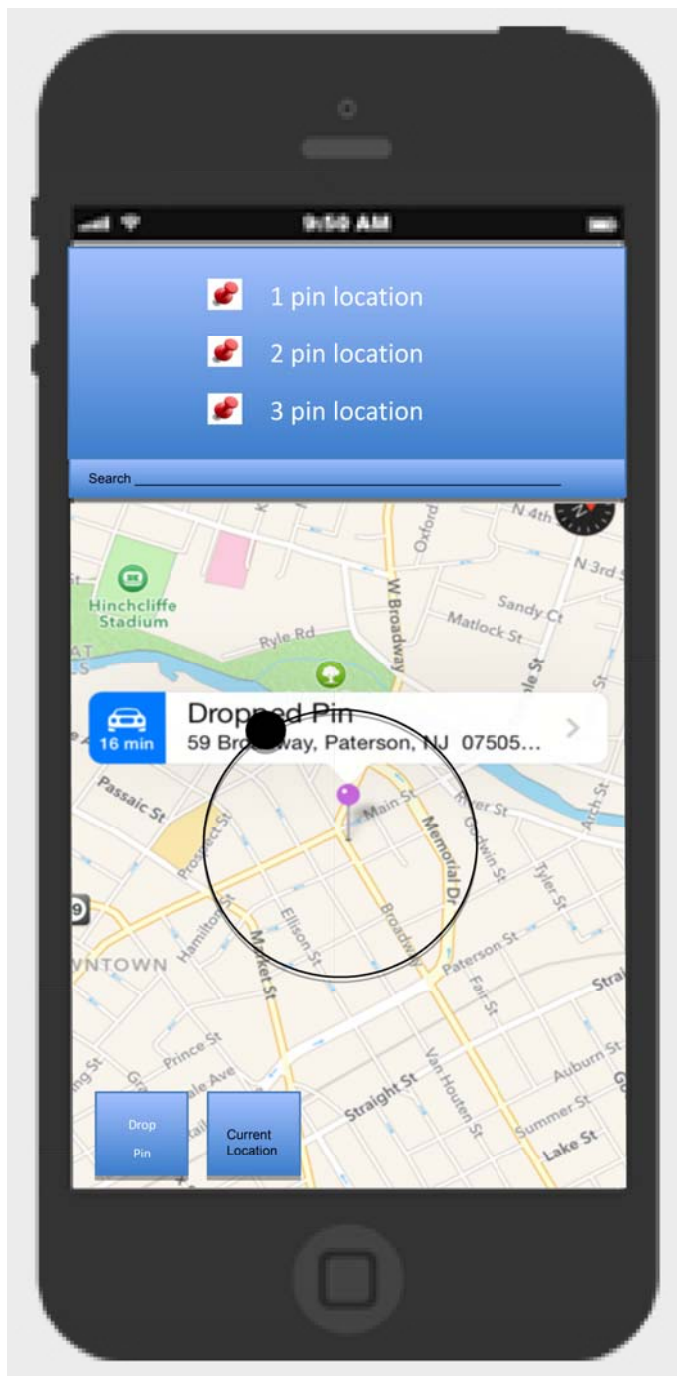 9:50 AM
1 pin location
2 pin location
3 pin location
Search
Oxford
N 4th
N
N 3rd
Hinchcliffe
Stadium
W Broadway
Sandy Ct
Matlock St
Ryle Rd
Dropped Pin
16 min
59 Broadway, Paterson, NJ 07505...
Passaic St
Main St
River St
Arch St
Prospect St
Memorial Dr
Godwin St
Tyler St
9
Hamilton
Ellison St
Broadway
Market St
Paterson St
Fair St
Prince St
Van Houten St
Auburn St
Straight St
Summer St
Lake St
Drop
Pin
Current
Location